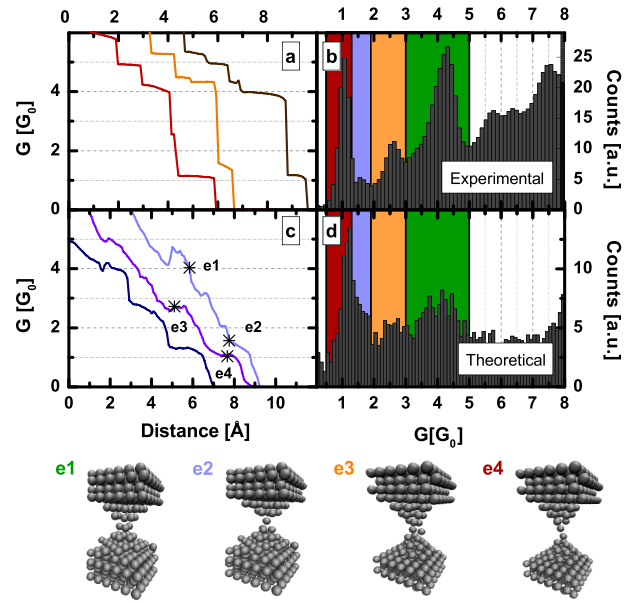 0 2 4 6 8 10
1 2 3 4 5 6 7 8
a
b
G [G0]
4
2
0
25
20
15
10
5
0
Counts [a.u.]
Experimental
c
d
G [G0]
4
2
0
e1
e2
e3
e4
10
5
0
Counts [a.u.]
Theoretical
0 2 4 6 8 10
1 2 3 4 5 6 7 8
Distance [Å]
G[G0]
e1 e2 e3 e4